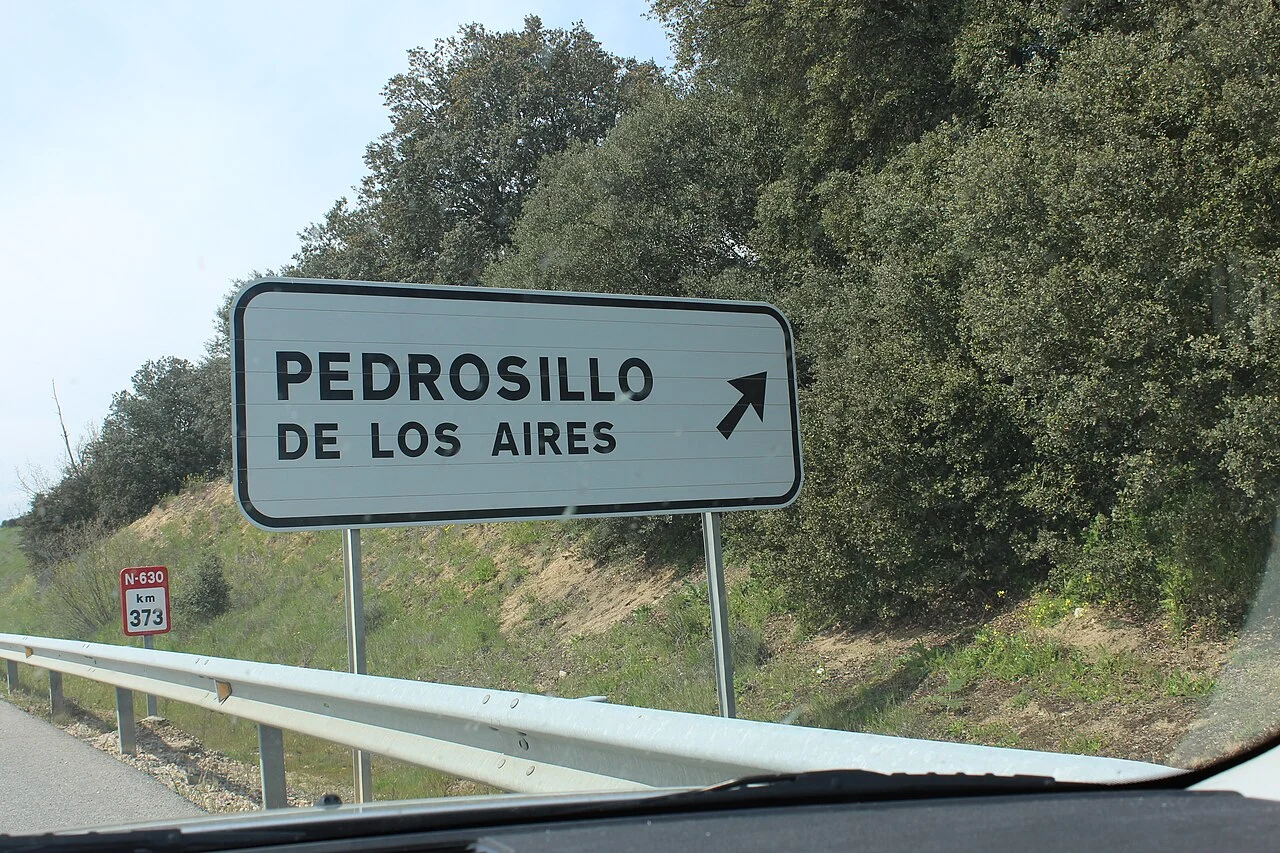 PEDROSILLO
DE LOS AIRES
N-630
km
373